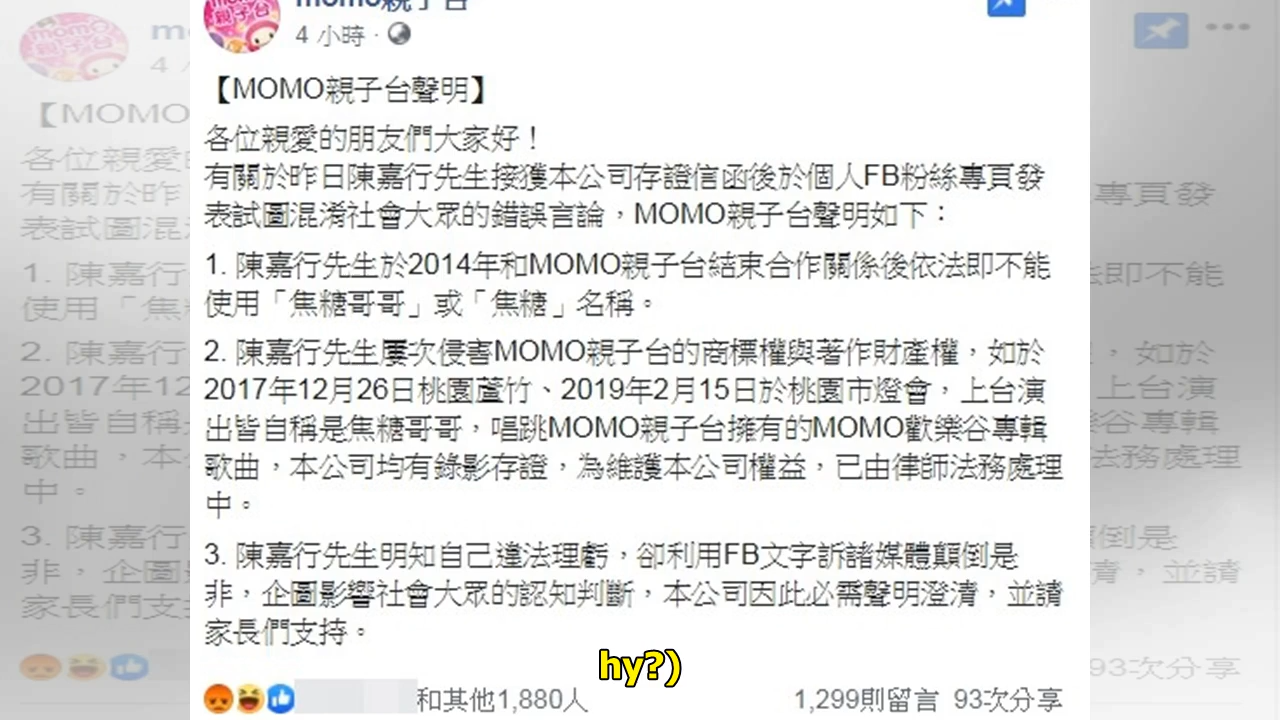 momo親子台
4 小時
【MOMO親子台聲明】
各位親愛的朋友們大家好！
有關於昨日陳嘉行先生接獲本公司存證信函後於個人FB粉絲專頁發
表試圖混淆社會大眾的錯誤言論，MOMO親子台聲明如下：
1. 陳嘉行先生於2014年和MOMO親子台結束合作關係後依法即不能
使用「焦糖哥哥」或「焦糖」名稱。
2. 陳嘉行先生屢次侵害MOMO親子台的商標權與著作財產權，如於
2017年12月26日桃園蘆竹、2019年2月15日於桃園市燈會，上台演
出皆自稱是焦糖哥哥，唱跳MOMO親子台擁有的MOMO歡樂谷專輯
歌曲，本公司均有錄影存證，為維護本公司權益，已由律師法務處理
中。
3. 陳嘉行先生明知自己違法理虧，卻利用FB文字訴諸媒體顛倒是
非，企圖影響社會大眾的認知判斷，本公司因此必需聲明澄清，並請
家長們支持。
hy?)
和其他1,880人
1,299則留言 93次分享